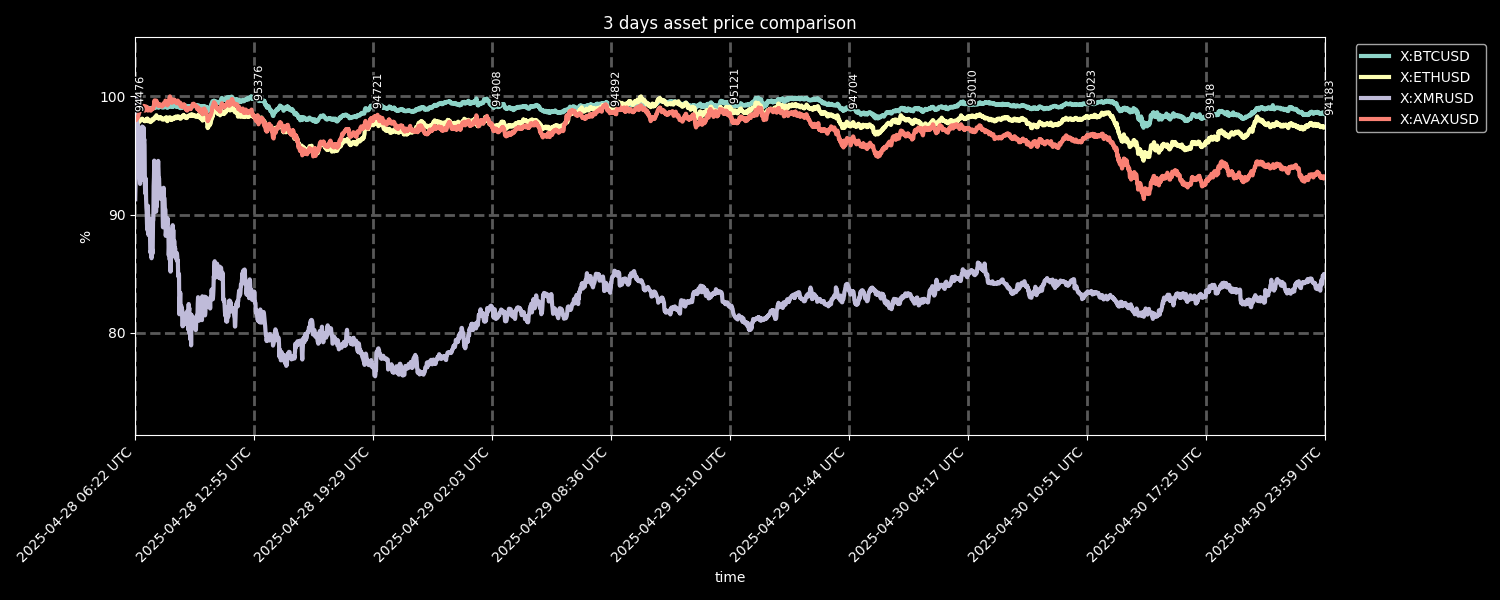 3 days asset price comparison
X:BTCUSD
X:ETHUSD
X:XMRUSD
X:AVAXUSD
100
90
80
%
94476
95376
94721
94908
94892
95121
94704
95010
95023
93918
94183
2025-04-28 06:22 UTC
2025-04-28 12:55 UTC
2025-04-28 19:29 UTC
2025-04-29 02:03 UTC
2025-04-29 08:36 UTC
2025-04-29 15:10 UTC
2025-04-29 21:44 UTC
2025-04-30 04:17 UTC
2025-04-30 10:51 UTC
2025-04-30 17:25 UTC
2025-04-30 23:59 UTC
time